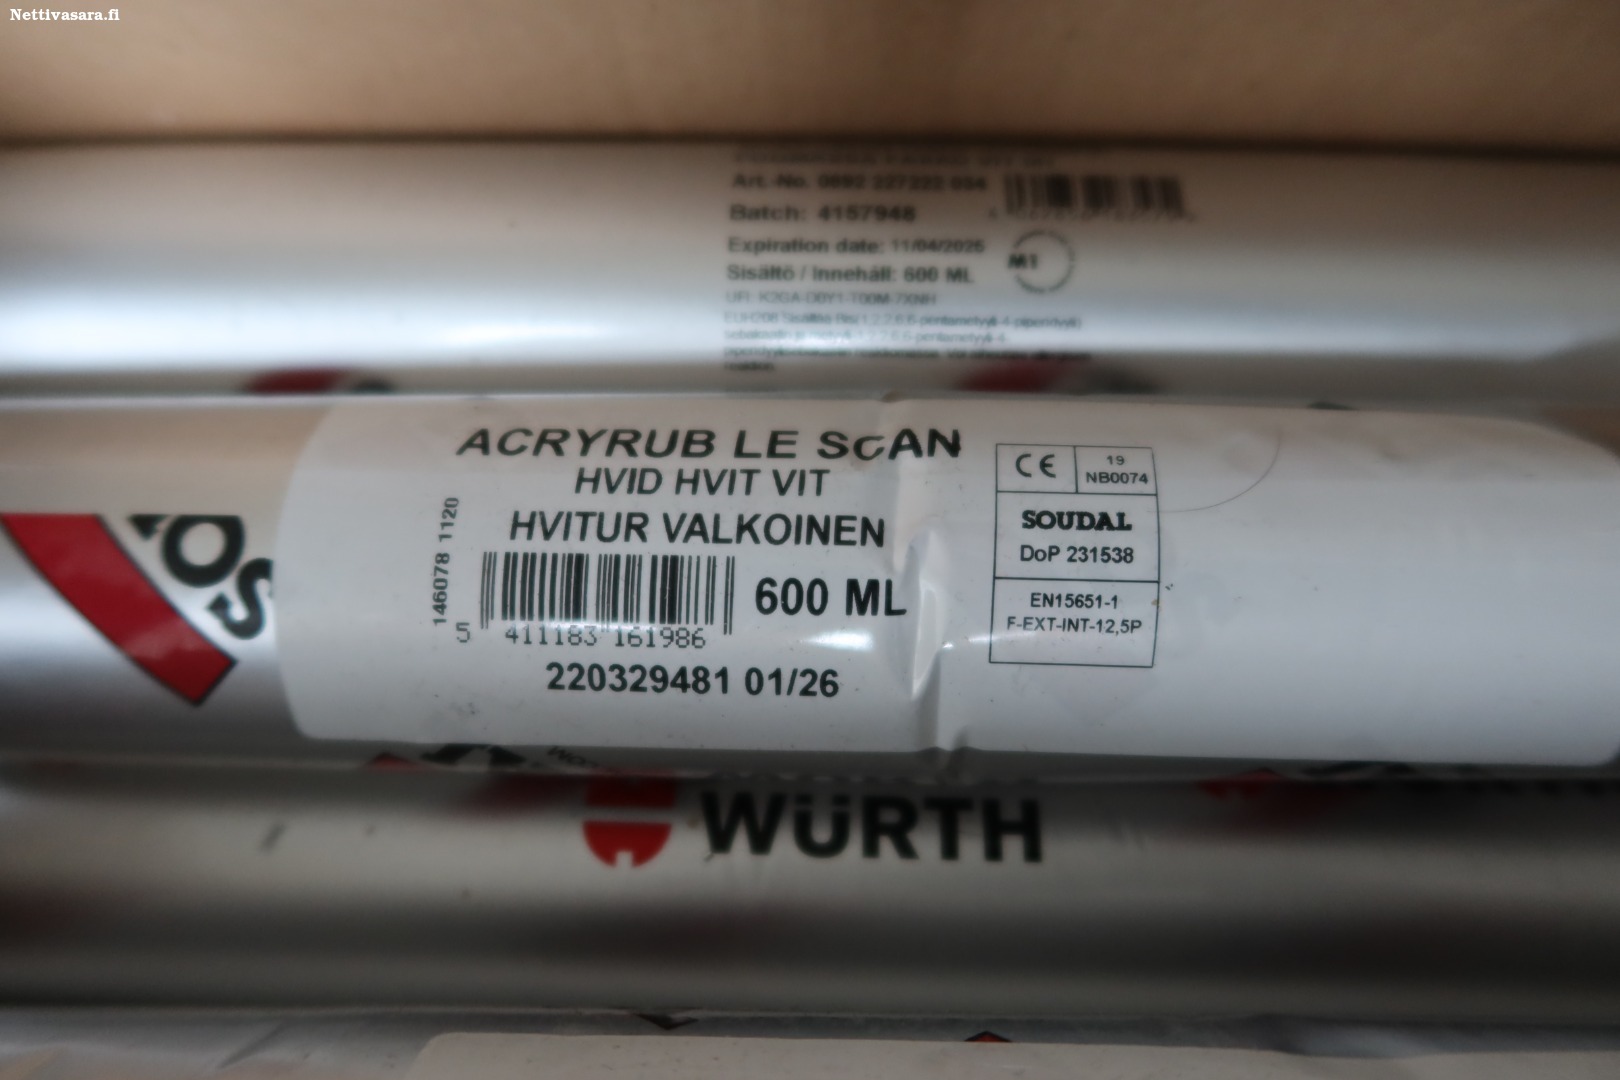 Nettivasara.fi
Art.-No. 0892 227222 034
Batch: 4157948
Expiration date: 11/04/2026
Sisältö / Innehåll: 600 ML
M1
ACRYRUB LE SCAN
HVID HVIT VIT
HVITUR VALKOINEN
146078 1120
600 ML
5 411183 161986
220329481 01/26
CE
19
NB0074
SOUDAL
DoP 231538
EN15651-1
F-EXT-INT-12,5P
WÜRTH